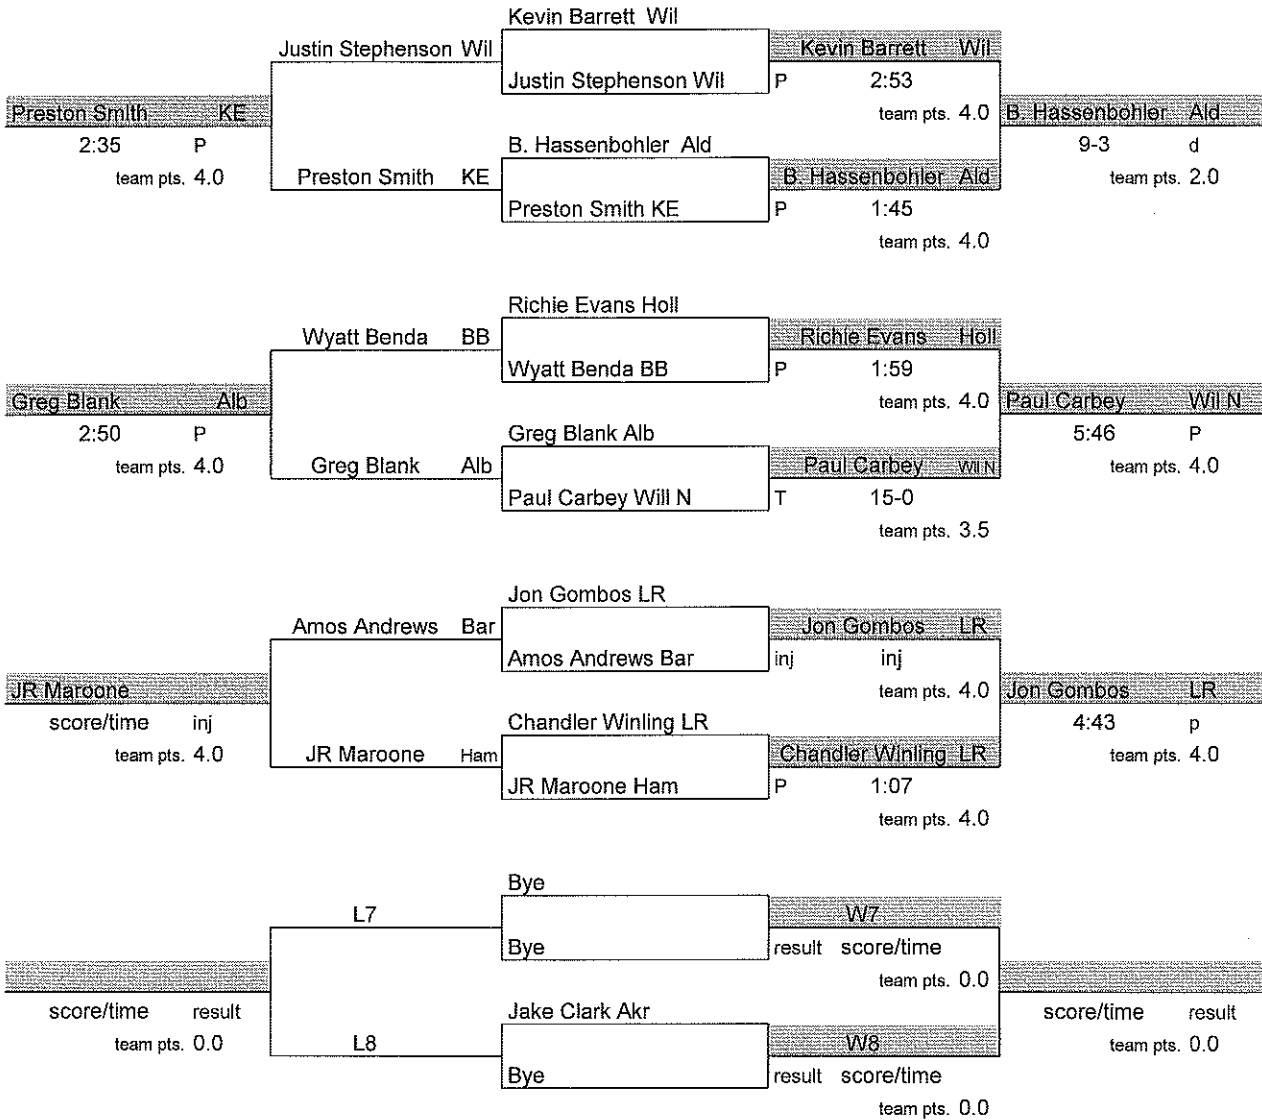 Kevin Barrett Wil
Justin Stephenson Wil
Kevin Barrett Wil
Justin Stephenson Wil
P 2:53
Preston Smith KE
team pts. 4.0
B. Hassenbohler Ald
2:35 P
B. Hassenbohler Ald
9-3 d
team pts. 4.0
Preston Smith KE
B. Hassenbohler Ald
team pts. 2.0
Preston Smith KE
P 1:45
team pts. 4.0
Richie Evans Holl
Wyatt Benda BB
Richie Evans Holl
Wyatt Benda BB
P 1:59
Greg Blank Alb
team pts. 4.0
Paul Carbey Will N
2:50 P
Greg Blank Alb
5:46 P
team pts. 4.0
Greg Blank Alb
Paul Carbey Will N
team pts. 4.0
Paul Carbey Will N
T 15-0
team pts. 3.5
Jon Gombos LR
Amos Andrews Bar
Jon Gombos LR
Amos Andrews Bar
inj inj
JR Maroone
team pts. 4.0
Jon Gombos LR
score/time inj
Chandler Winling LR
4:43 p
team pts. 4.0
JR Maroone Ham
Chandler Winling LR
team pts. 4.0
JR Maroone Ham
P 1:07
team pts. 4.0
Bye
L7
W7
Bye
result score/time
team pts. 0.0
score/time result
Jake Clark Akr
score/time result
team pts. 0.0
L8
W8
team pts. 0.0
Bye
result score/time
team pts. 0.0